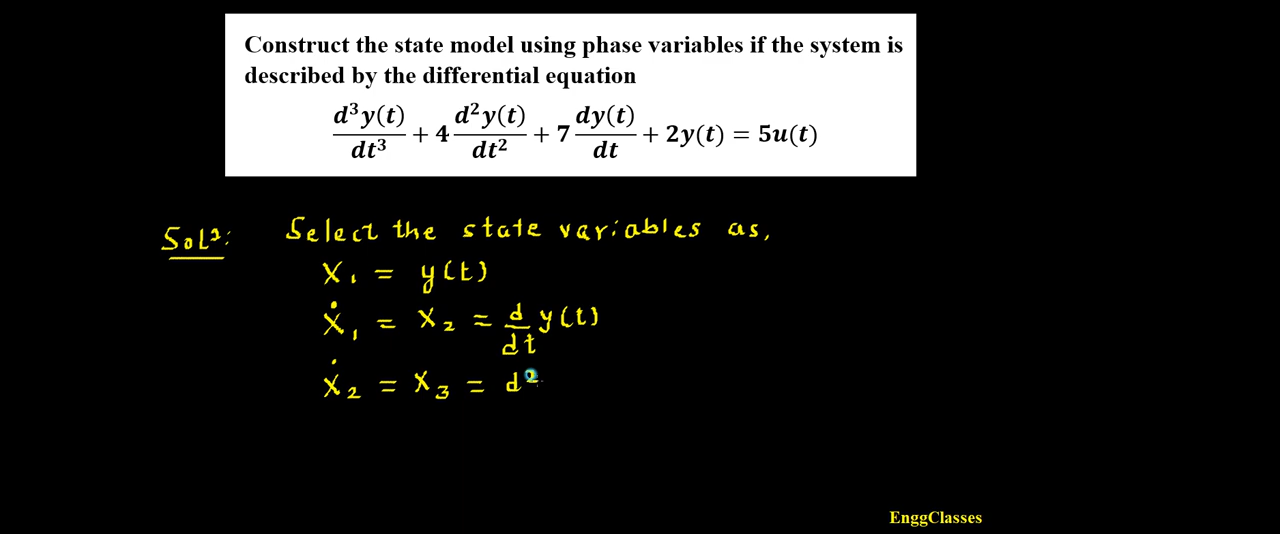 Construct the state model using phase variables if the system is
described by the differential equation
d³y(t)/dt³ + 4 d²y(t)/dt² + 7 dy(t)/dt + 2y(t) = 5u(t)
Solⁿ: Select the state variables as,
x₁ = y(t)
ẋ₁ = x₂ = d/dt y(t)
ẋ₂ = x₃ = d²
EnggClasses